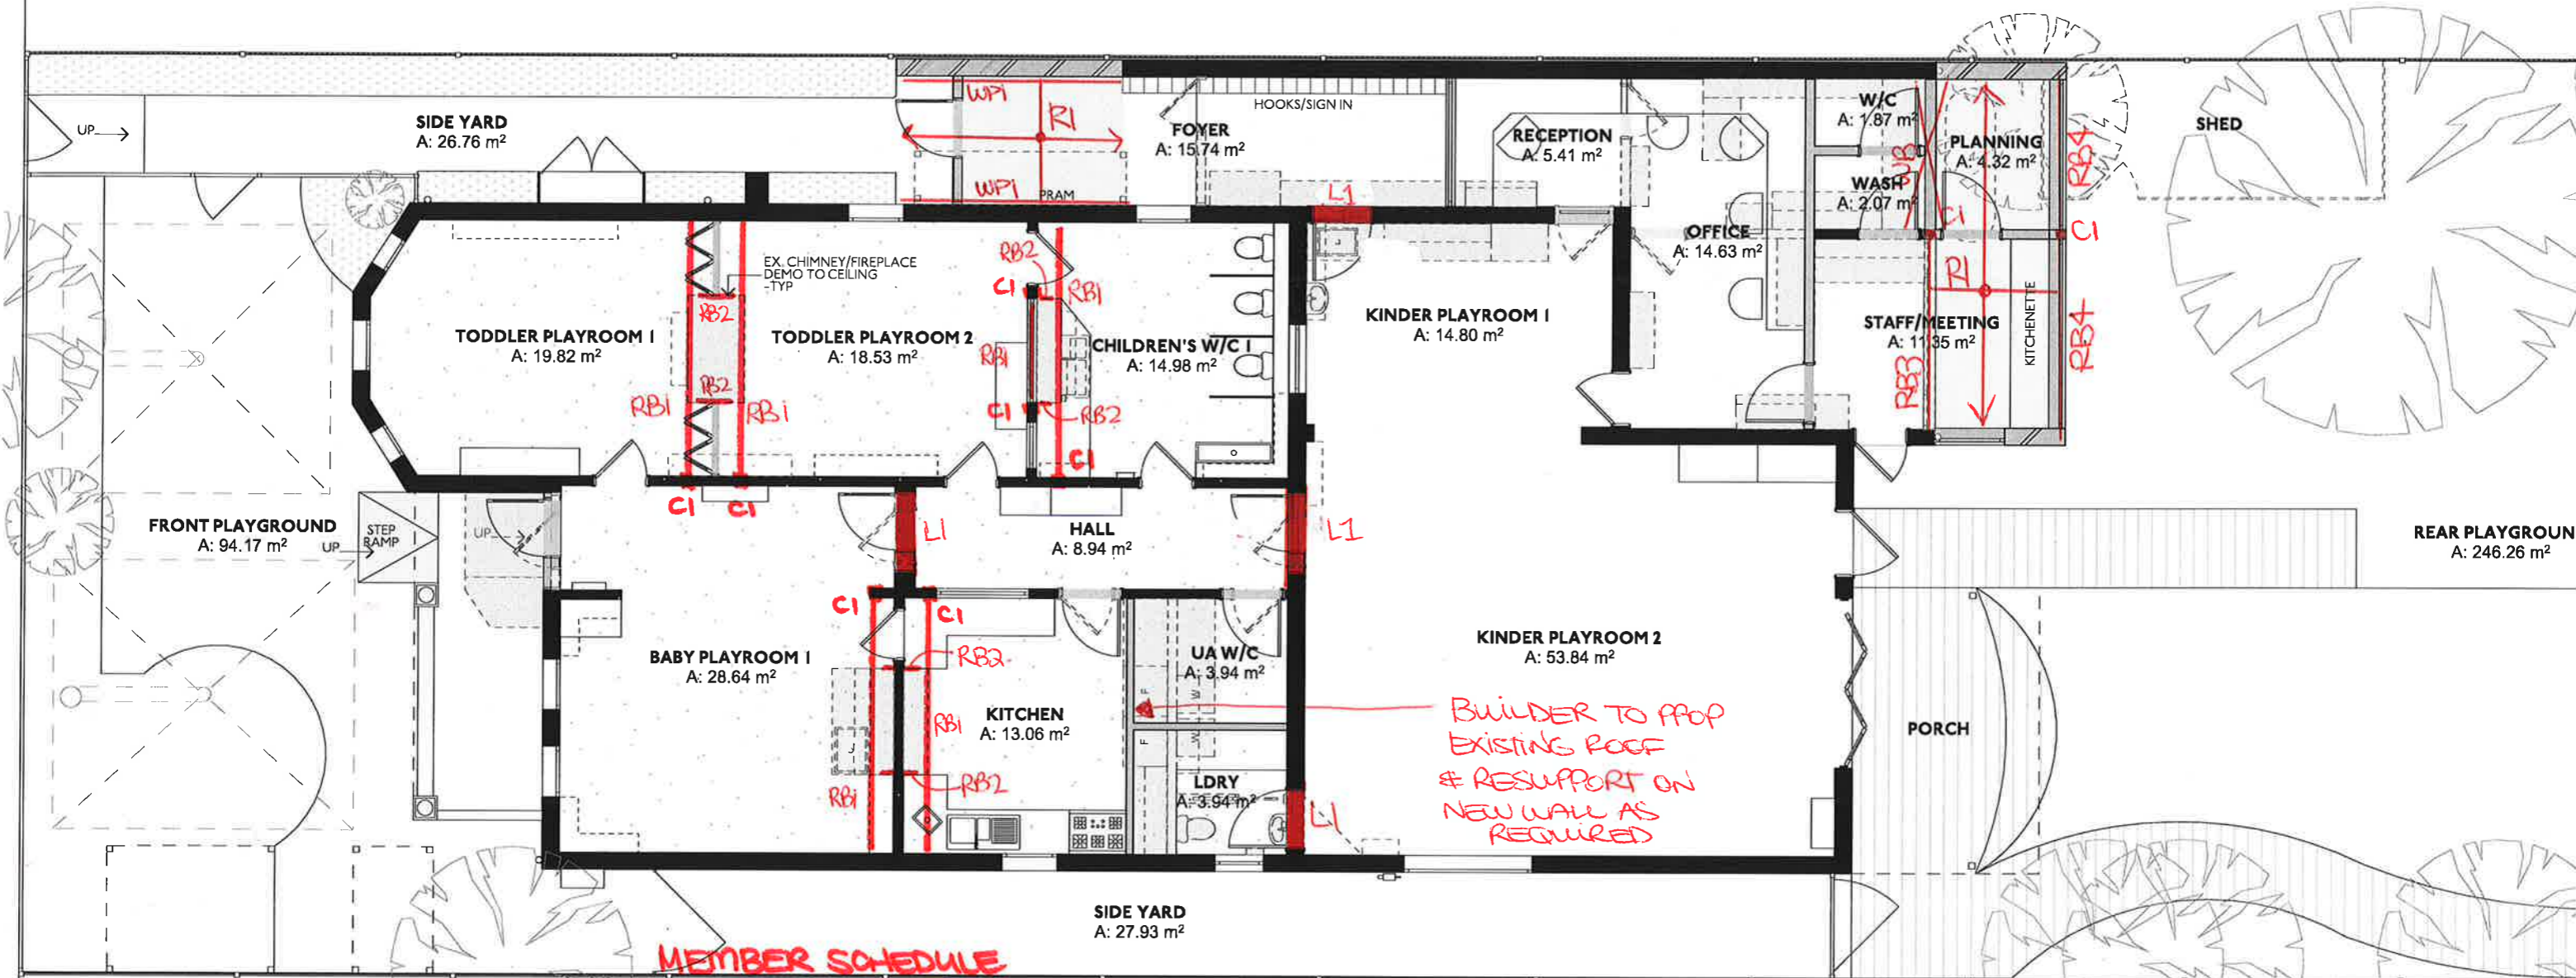 UP
SIDE YARD
A: 26.76 m²
WPi
R1
WPi
PRAM
FOYER
A: 15.74 m²
HOOKS/SIGN IN
L1
RECEPTION
A: 5.41 m²
OFFICE
A: 14.63 m²
W/C
A: 1.87 m²
WASH
A: 2.07 m²
PLANNING
A: 4.32 m²
C1
RB4
C1
RB4
R1
RB3
STAFF/MEETING
A: 11.35 m²
KITCHENETTE
SHED
EX. CHIMNEY/FIREPLACE
DEMO TO CEILING
-TYP
TODDLER PLAYROOM 1
A: 19.82 m²
RB2
RB2
RB1
RB1
TODDLER PLAYROOM 2
A: 18.53 m²
RB2
C1
RB1
RB1
C1
RB2
C1
CHILDREN'S W/C 1
A: 14.98 m²
KINDER PLAYROOM 1
A: 14.80 m²
C1
C1
FRONT PLAYGROUND
A: 94.17 m²
STEP
RAMP
UP
UP
L1
HALL
A: 8.94 m²
L1
REAR PLAYGROUN
A: 246.26 m²
C1
C1
BABY PLAYROOM 1
A: 28.64 m²
RB2
RB1
RB2
RB1
J
KITCHEN
A: 13.06 m²
UA W/C
A: 3.94 m²
F
W
F
W
LDRY
A: 3.94 m²
L1
KINDER PLAYROOM 2
A: 53.84 m²
BUILDER TO PROP
EXISTING ROOF
& RESUPPORT ON
NEW WALL AS
REQUIRED
PORCH
SIDE YARD
A: 27.93 m²
MEMBER SCHEDULE